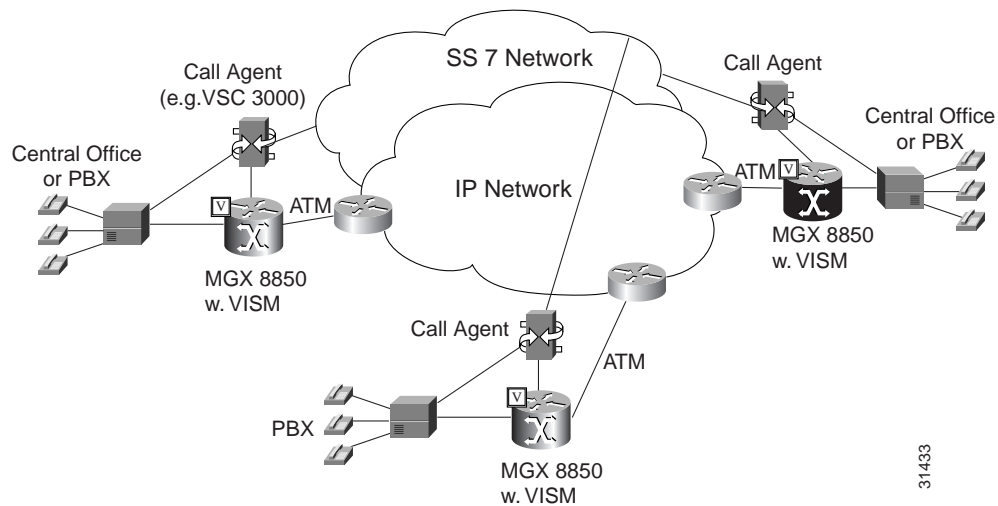 SS 7 Network
Call Agent
(e.g.VSC 3000)
Call Agent
Central Office
or PBX
Central Office
or PBX
IP Network
V
ATM
ATM
V
MGX 8850
w. VISM
MGX 8850
w. VISM
Call Agent
ATM
V
PBX
MGX 8850
w. VISM
31433